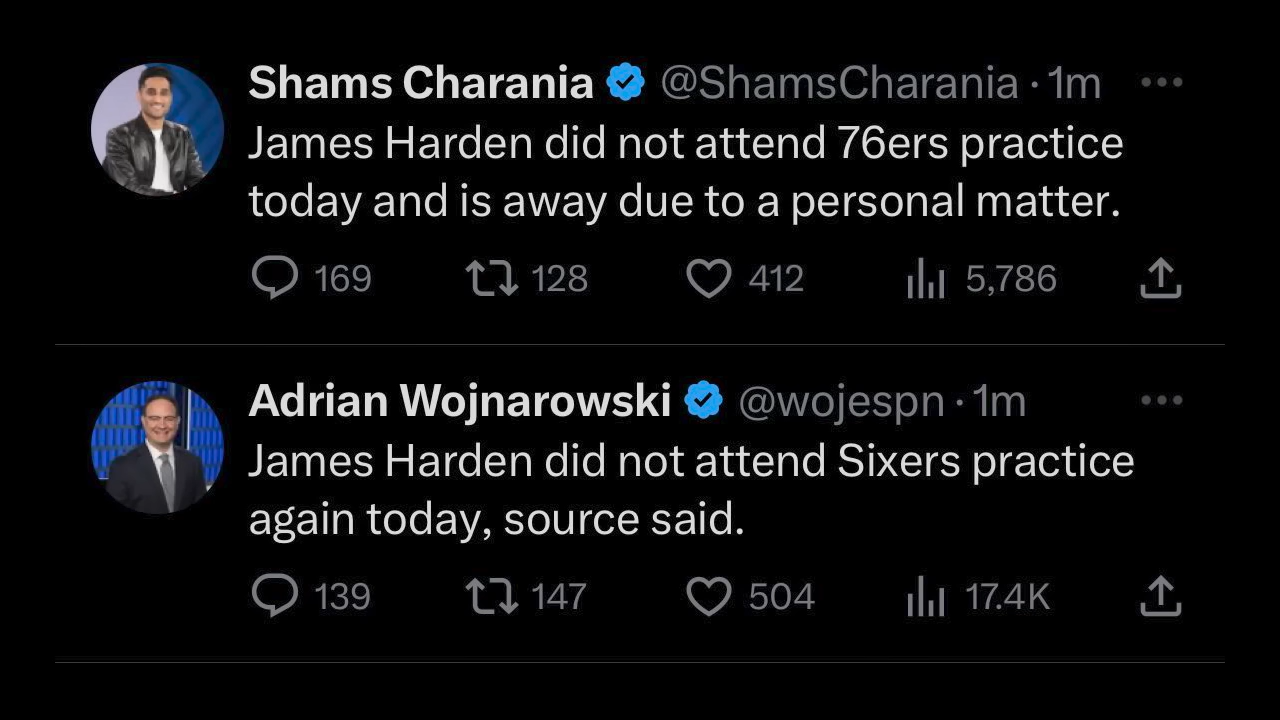 Shams Charania @ShamsCharania · 1m
James Harden did not attend 76ers practice
today and is away due to a personal matter.
169 128 412 5,786
Adrian Wojnarowski @wojespn · 1m
James Harden did not attend Sixers practice
again today, source said.
139 147 504 17.4K